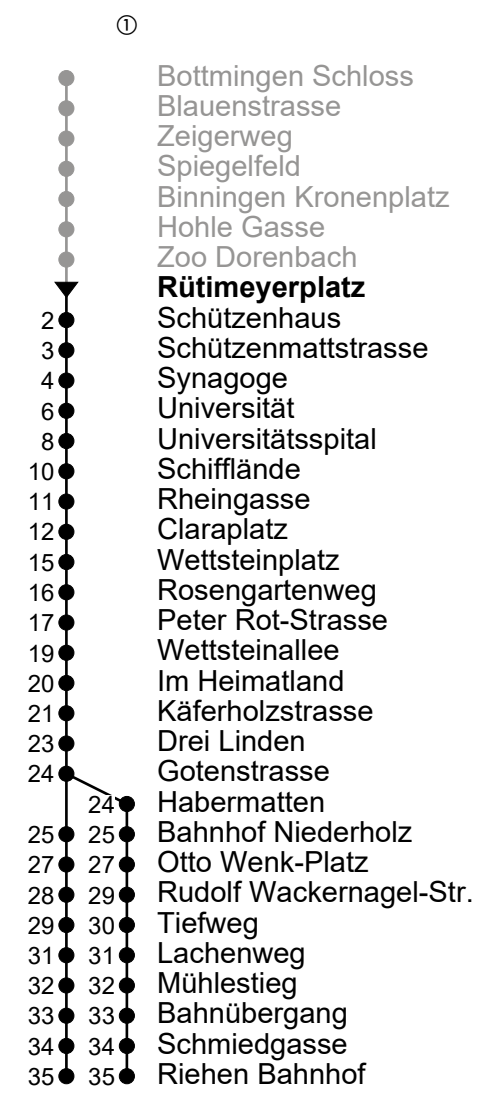 ①
Bottmingen Schloss
Blauenstrasse
Zeigerweg
Spiegelfeld
Binningen Kronenplatz
Hohle Gasse
Zoo Dorenbach
Rütimeyerplatz
2 Schützenhaus
3 Schützenmattstrasse
4 Synagoge
6 Universität
8 Universitätsspital
10 Schifflände
11 Rheingasse
12 Claraplatz
15 Wettsteinplatz
16 Rosengartenweg
17 Peter Rot-Strasse
19 Wettsteinallee
20 Im Heimatland
21 Käferholzstrasse
23 Drei Linden
24 Gotenstrasse
24 Habermatten
25 25 Bahnhof Niederholz
27 27 Otto Wenk-Platz
28 29 Rudolf Wackernagel-Str.
29 30 Tiefweg
31 31 Lachenweg
32 32 Mühlestieg
33 33 Bahnübergang
34 34 Schmiedgasse
35 35 Riehen Bahnhof